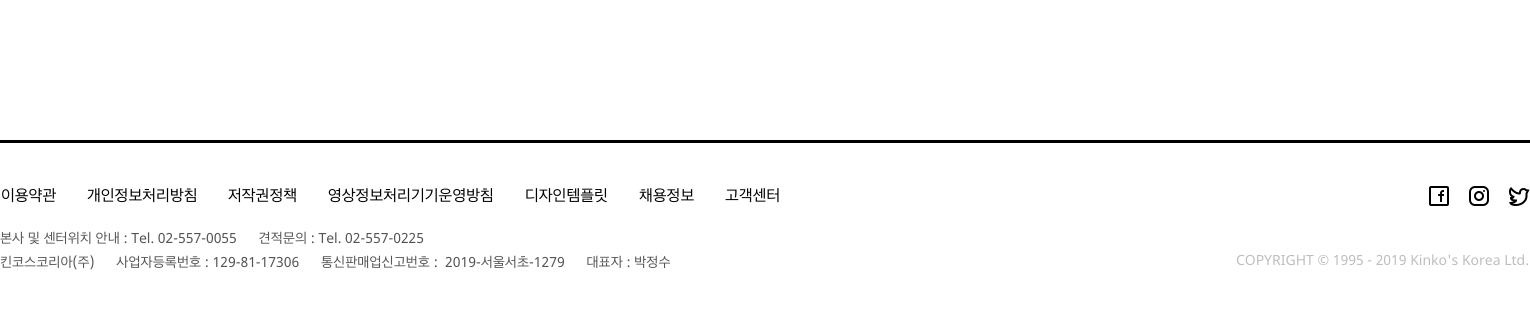 이용약관 개인정보처리방침 저작권정책 영상정보처리기기운영방침 디자인템플릿 채용정보 고객센터
본사 및 센터위치 안내 : Tel. 02-557-0055 견적문의 : Tel. 02-557-0225
킨코스코리아(주) 사업자등록번호 : 129-81-17306 통신판매업신고번호 : 2019-서울서초-1279 대표자 : 박정수
COPYRIGHT © 1995 - 2019 Kinko's Korea Ltd.